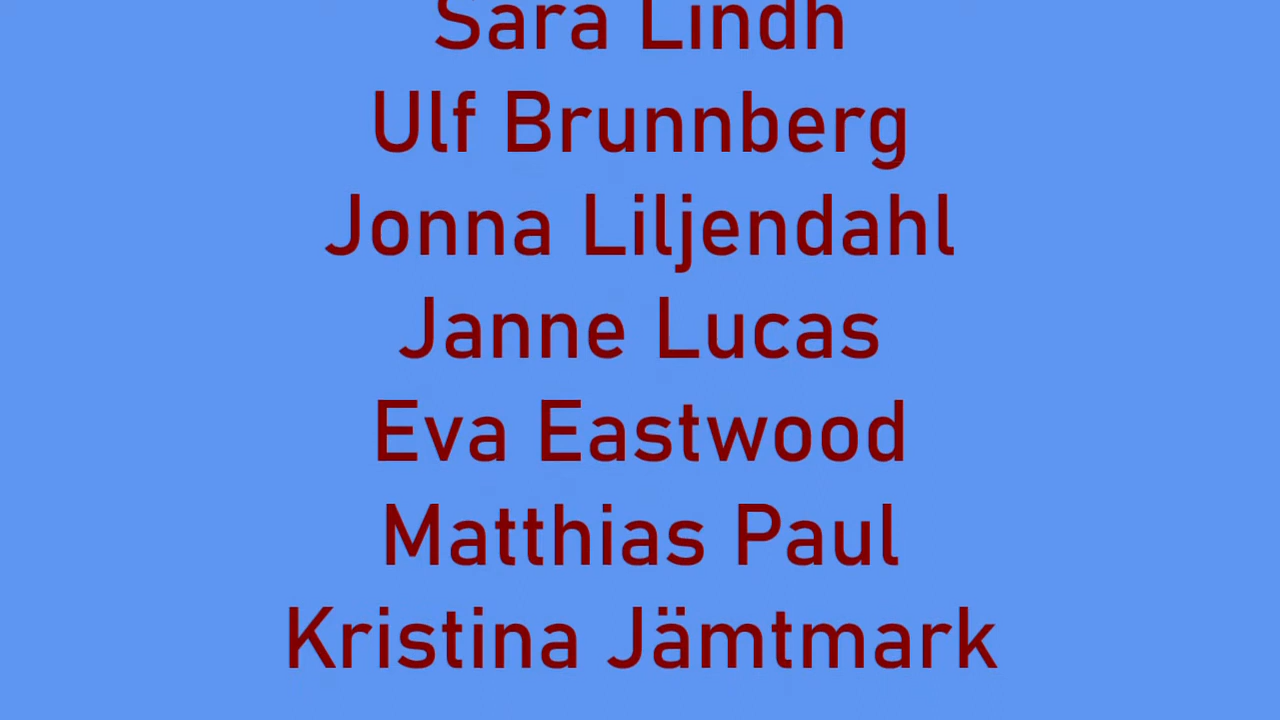 Sara Lindh
Ulf Brunnberg
Jonna Liljendahl
Janne Lucas
Eva Eastwood
Matthias Paul
Kristina Jämtmark